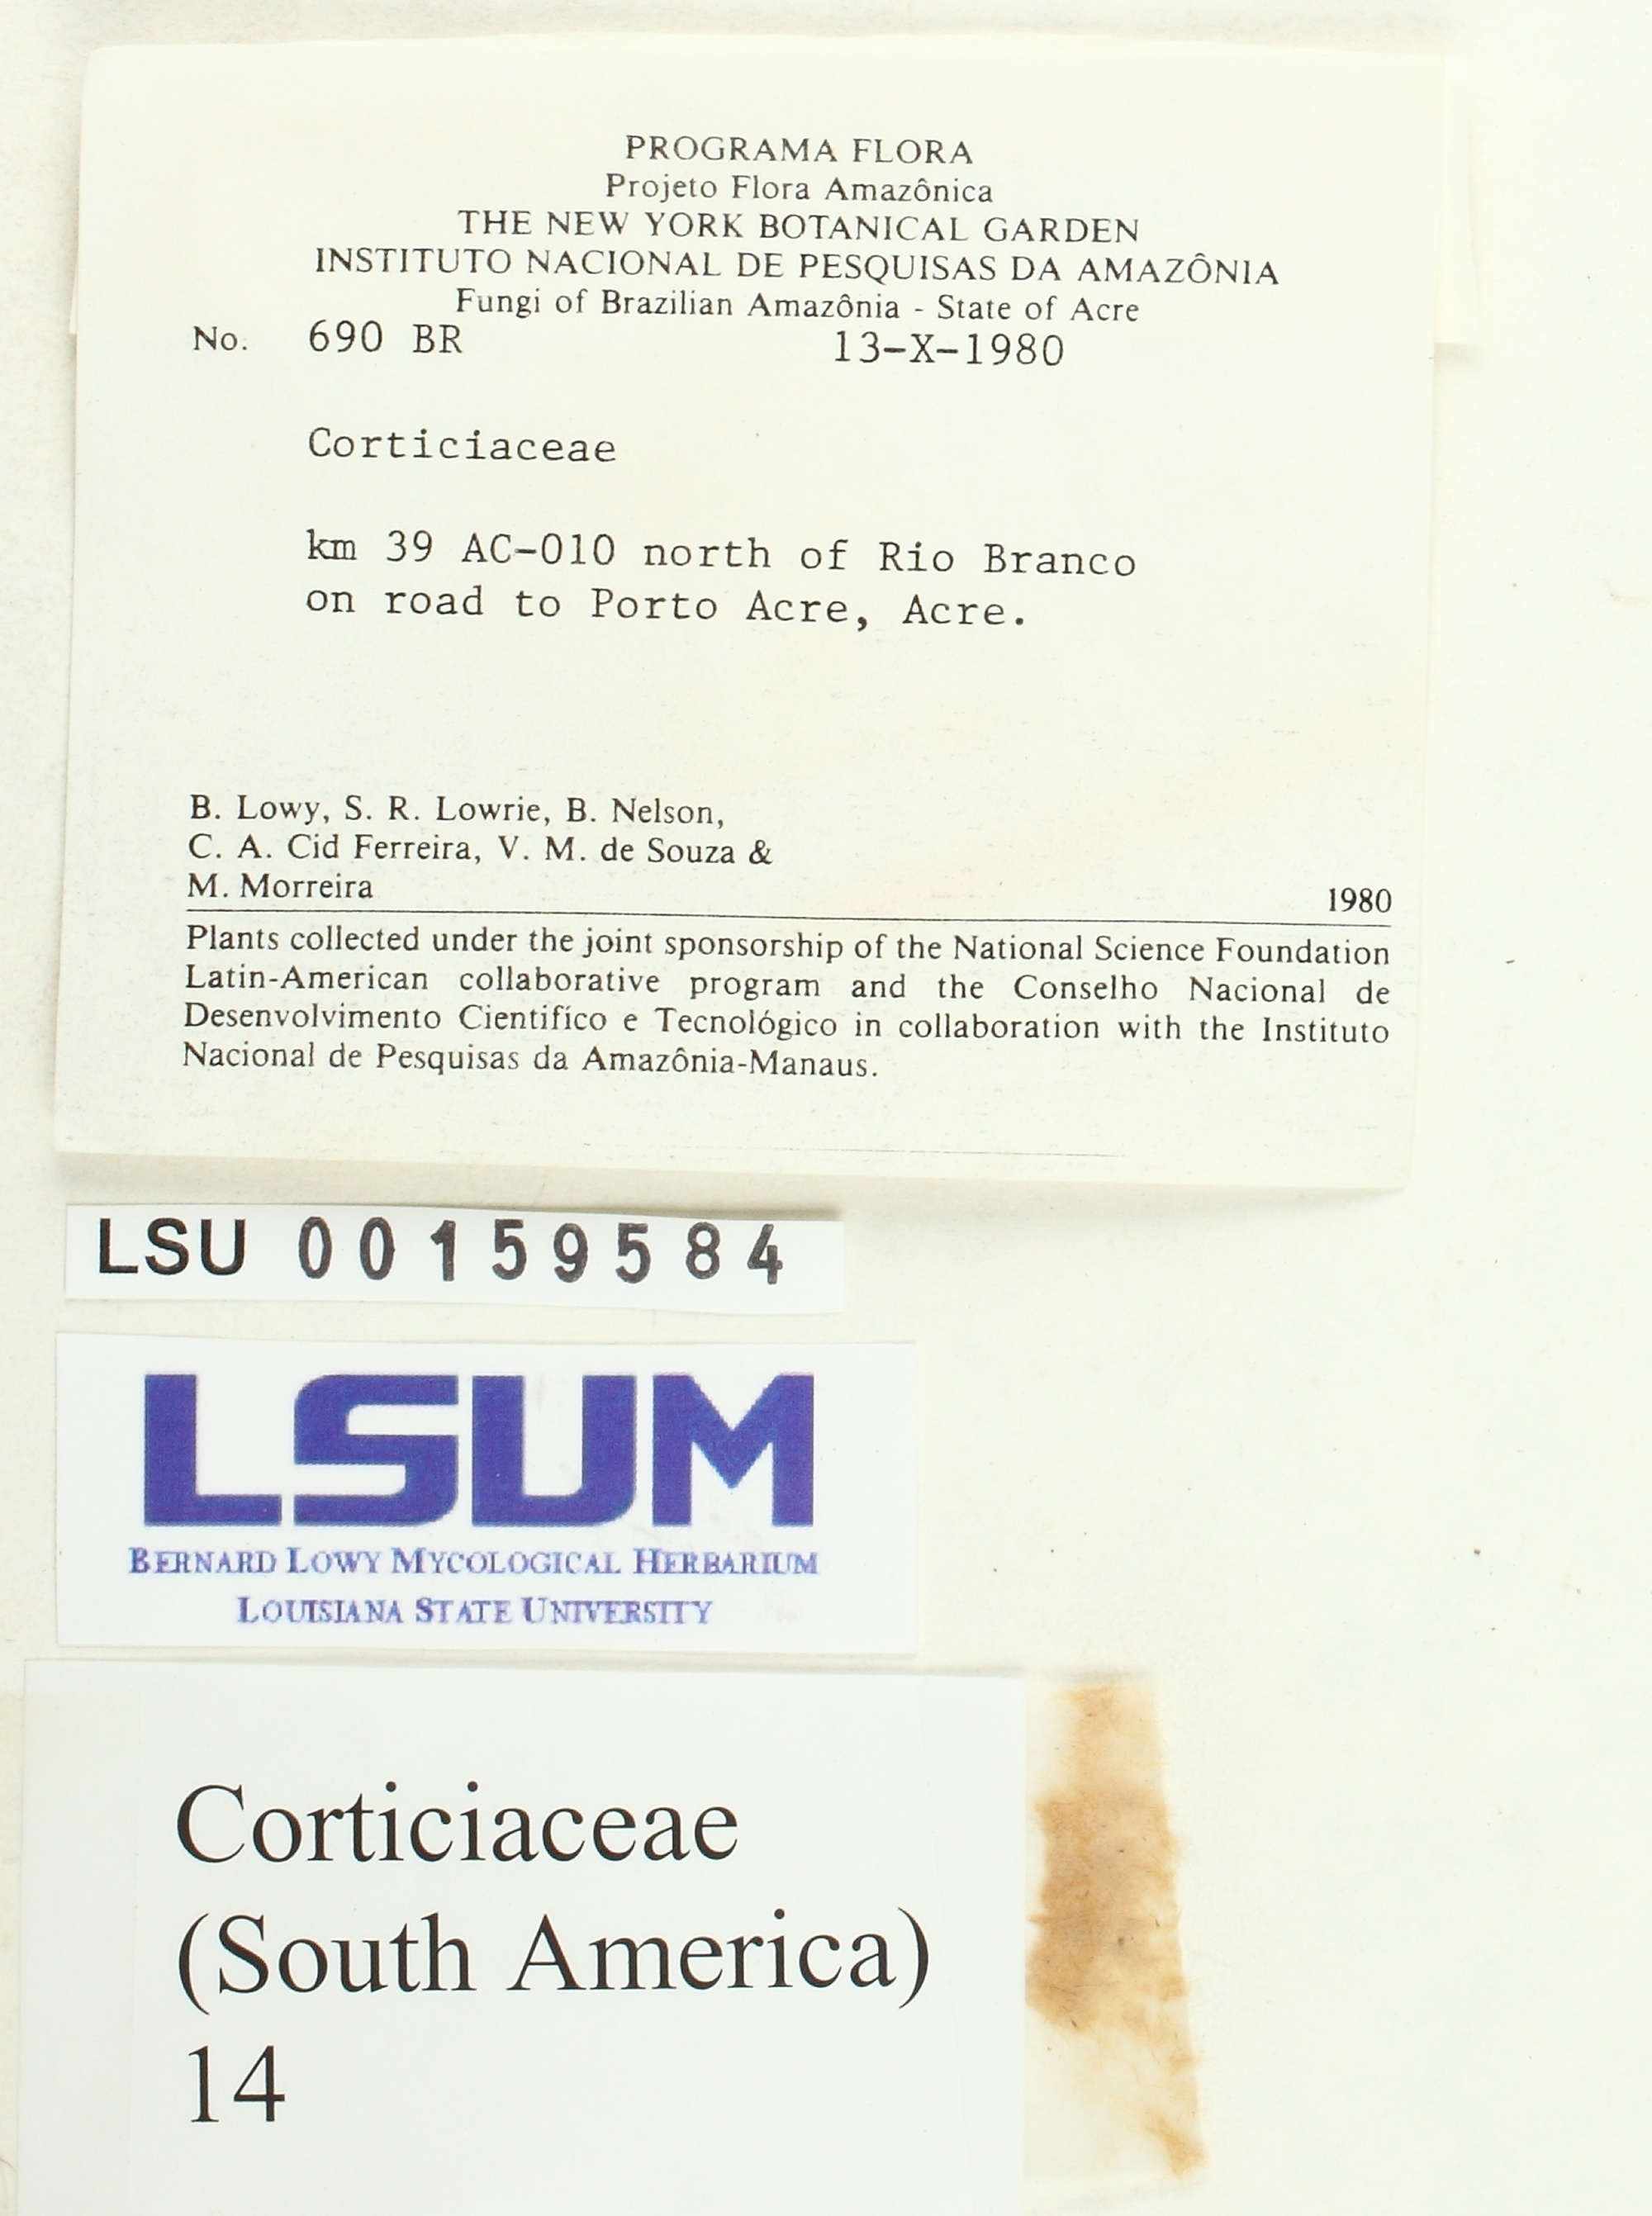 PROGRAMA FLORA
Projeto Flora Amazônica
THE NEW YORK BOTANICAL GARDEN
INSTITUTO NACIONAL DE PESQUISAS DA AMAZÔNIA
Fungi of Brazilian Amazônia - State of Acre
No. 690 BR 13-X-1980
Corticiaceae
km 39 AC-010 north of Rio Branco
on road to Porto Acre, Acre.
B. Lowy, S. R. Lowrie, B. Nelson,
C. A. Cid Ferreira, V. M. de Souza &
M. Morreira 1980
Plants collected under the joint sponsorship of the National Science Foundation
Latin-American collaborative program and the Conselho Nacional de
Desenvolvimento Cientifíco e Tecnológico in collaboration with the Instituto
Nacional de Pesquisas da Amazônia-Manaus.
LSU 00159584
LSUM
BERNARD LOWY MYCOLOGICAL HERBARIUM
LOUISIANA STATE UNIVERSITY
Corticiaceae
(South America)
14